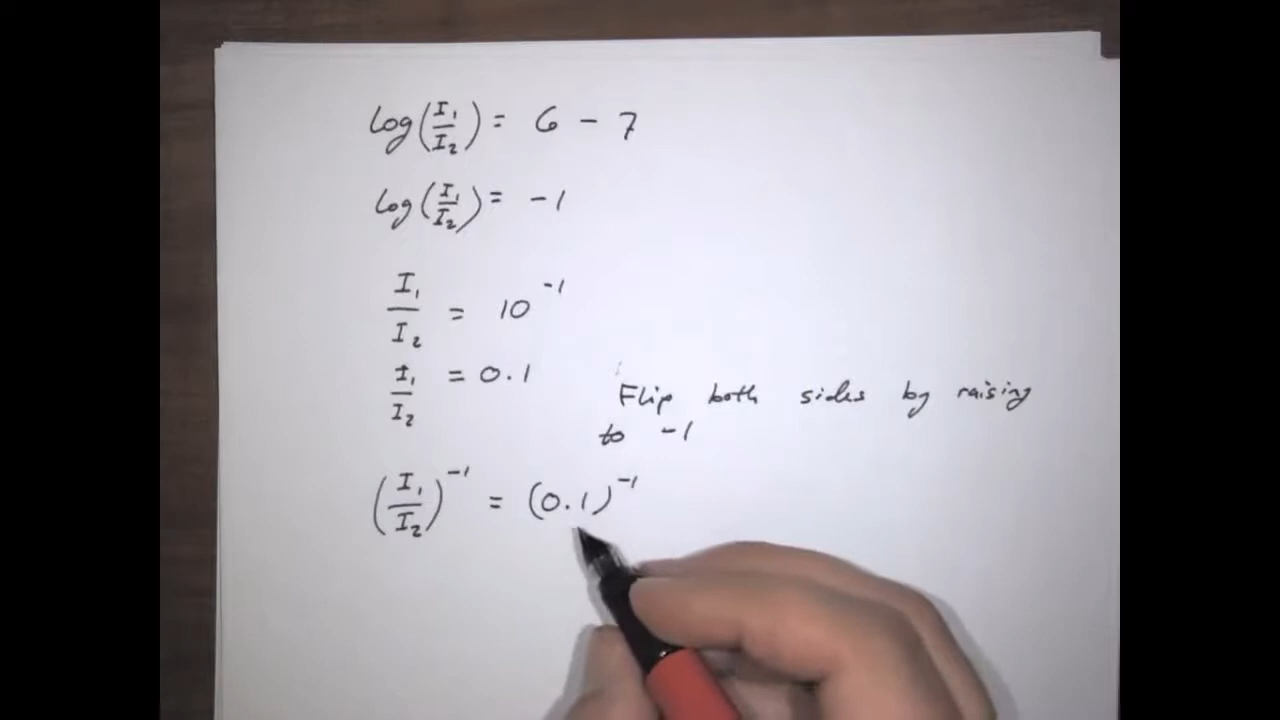 log(I₁/I₂) = 6 - 7
log(I₁/I₂) = -1
I₁/I₂ = 10⁻¹
I₁/I₂ = 0.1
Flip both sides by raising
to -1
(I₁/I₂)⁻¹ = (0.1)⁻¹